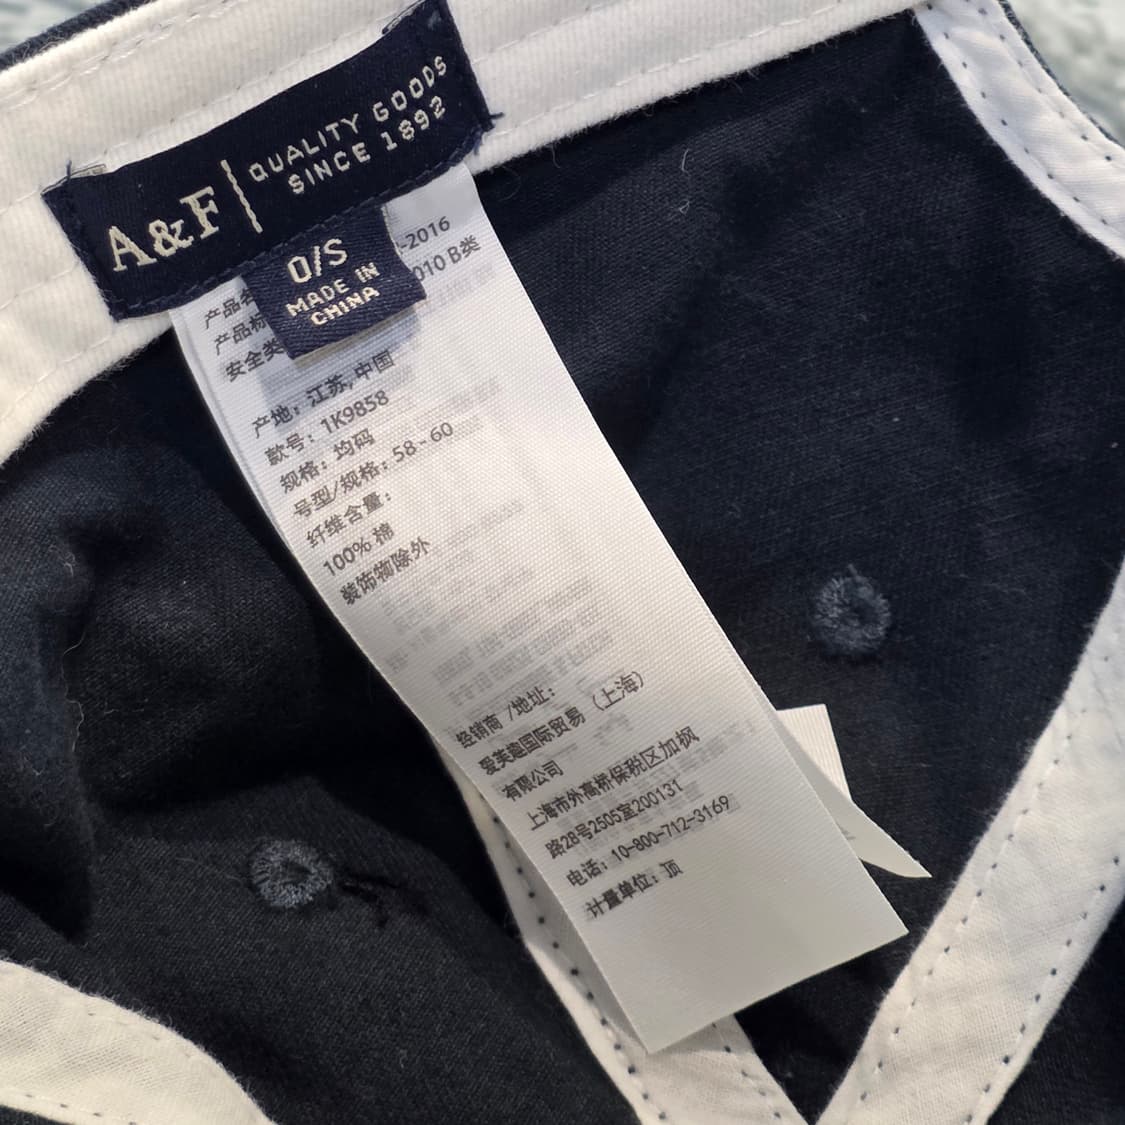 A&F
QUALITY GOODS
SINCE 1892
O/S
MADE IN
CHINA
-2016
010 B类
产品
产品标
安全类
产地：江苏,中国
款号：1K9858
规格：均码
号型/规格：58-60
纤维含量：
100% 棉
装饰物除外
经销商 /地址：
爱芙趣国际贸易（上海）
有限公司
上海市外高桥保税区加枫
路28号2505室200131
电话：10-800-712-3169
计量单位：顶